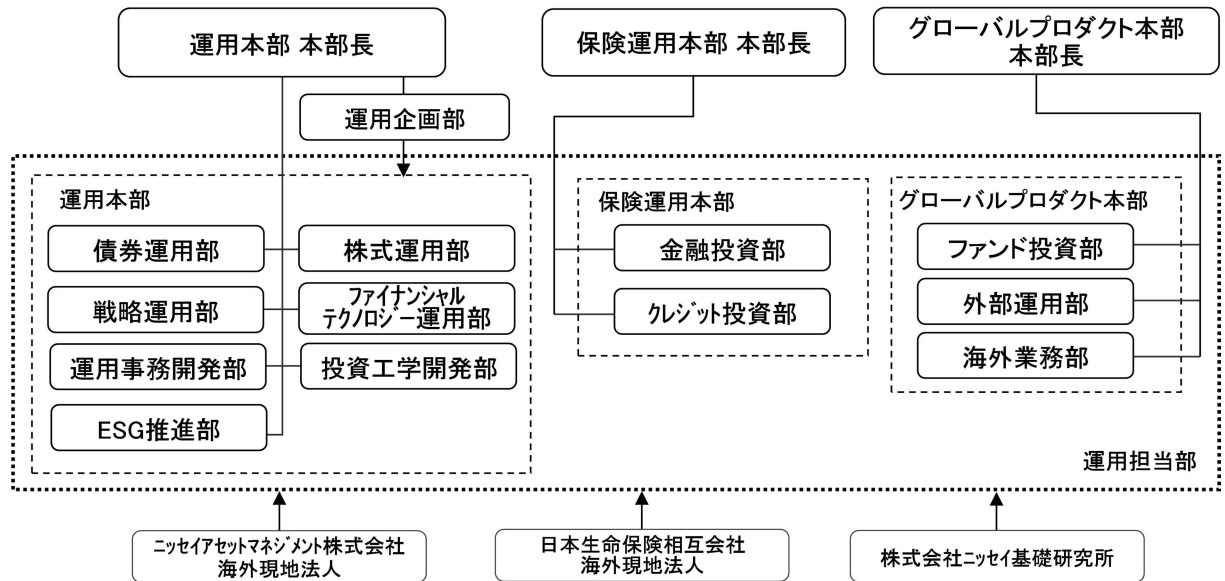 運用本部 本部長
保険運用本部 本部長
グローバルプロダクト本部
本部長
運用企画部
運用本部
債券運用部
株式運用部
戦略運用部
ファイナンシャル
テクノロジー運用部
運用事務開発部
投資工学開発部
ESG推進部
保険運用本部
金融投資部
クレジット投資部
グローバルプロダクト本部
ファンド投資部
外部運用部
海外業務部
運用担当部
ニッセイアセットマネジメント株式会社
海外現地法人
日本生命保険相互会社
海外現地法人
株式会社ニッセイ基礎研究所